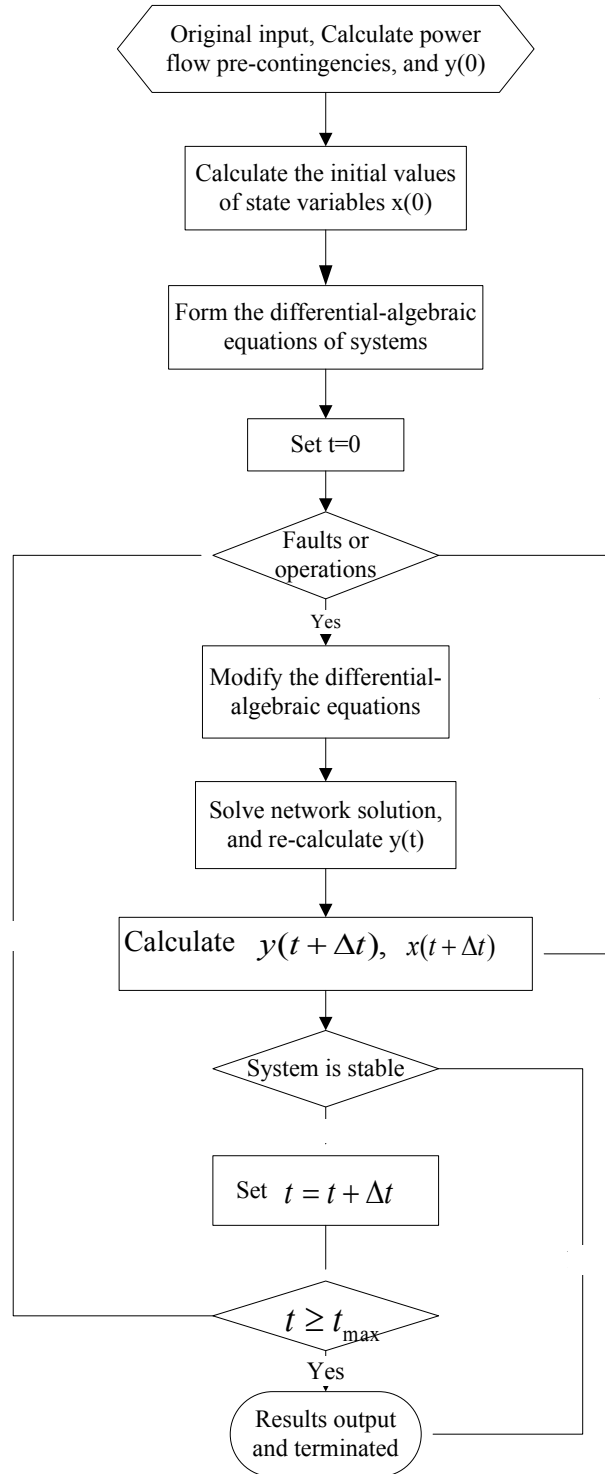 Original input, Calculate power
flow pre-contingencies, and y(0)
Calculate the initial values
of state variables x(0)
Form the differential-algebraic
equations of systems
Set t=0
Faults or
operations
Yes
Modify the differential-
algebraic equations
Solve network solution,
and re-calculate y(t)
Calculate y(t + Δt), x(t + Δt)
System is stable
Set t = t + Δt
t ≥ t_max
Yes
Results output
and terminated